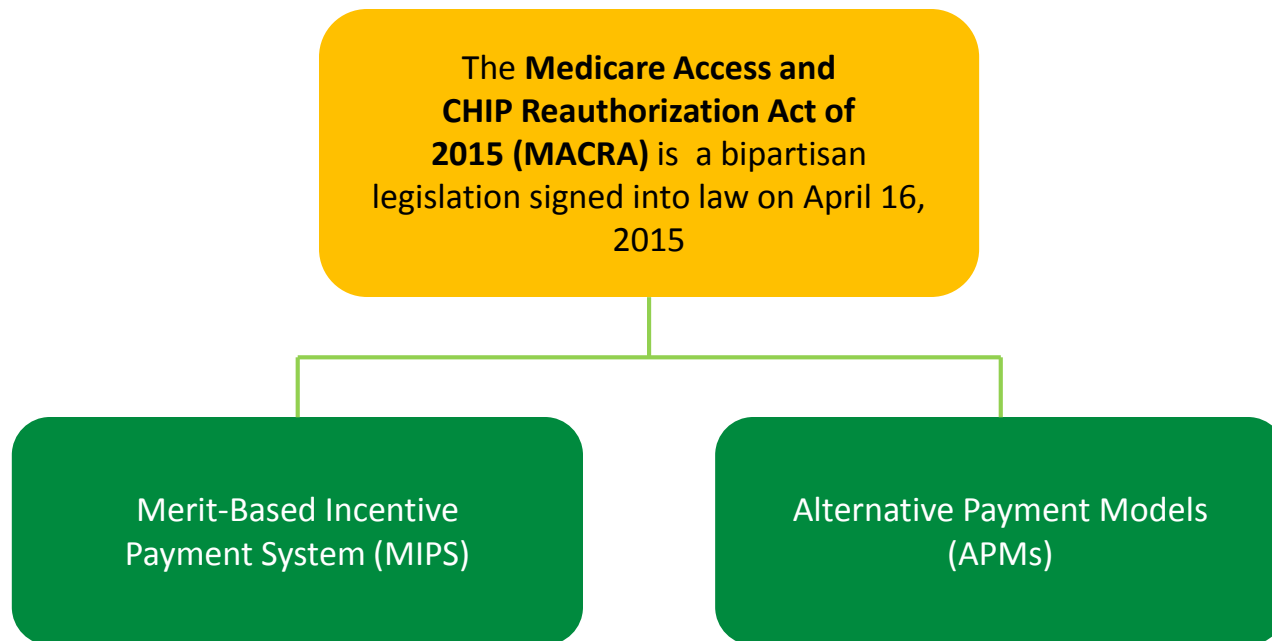 The Medicare Access and
CHIP Reauthorization Act of
2015 (MACRA) is  a bipartisan
legislation signed into law on April 16,
2015
Merit-Based Incentive
Payment System (MIPS)
Alternative Payment Models
(APMs)